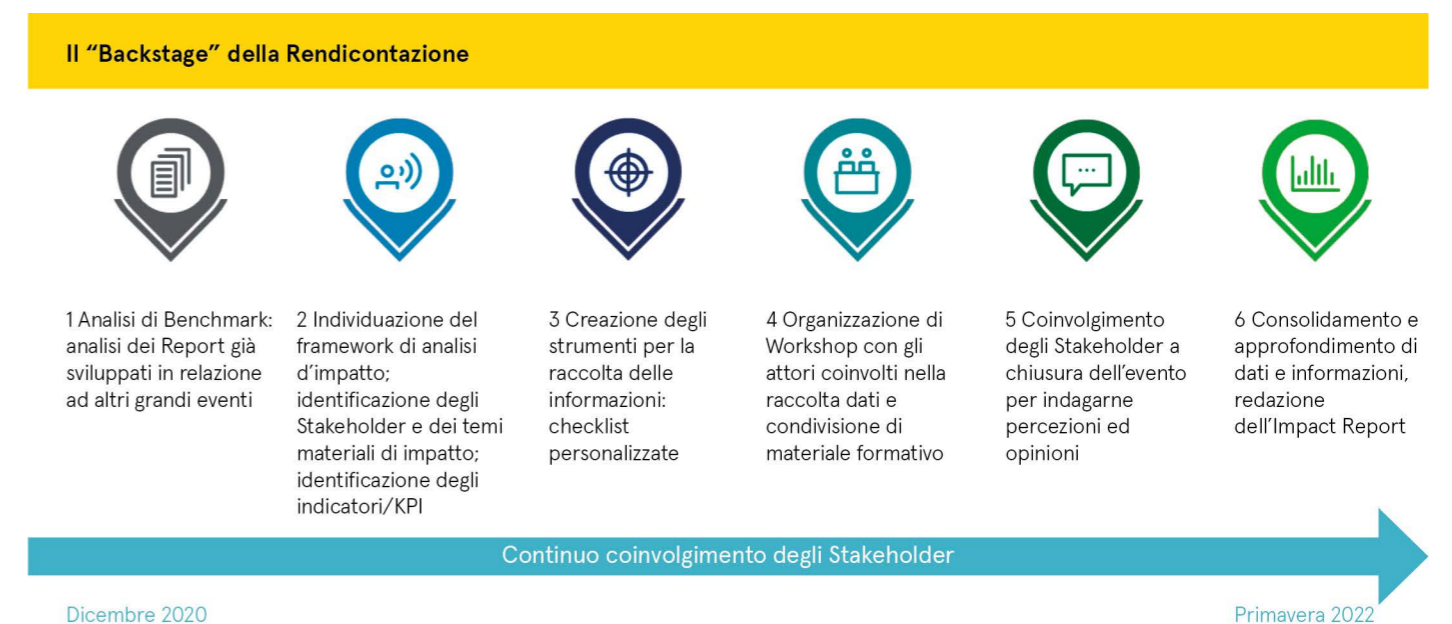 Il “Backstage” della Rendicontazione
1 Analisi di Benchmark:
analisi dei Report già
sviluppati in relazione
ad altri grandi eventi
2 Individuazione del
framework di analisi
d’impatto;
identificazione degli
Stakeholder e dei temi
materiali di impatto;
identificazione degli
indicatori/KPI
3 Creazione degli
strumenti per la
raccolta delle
informazioni:
checklist
personalizzate
4 Organizzazione di
Workshop con gli
attori coinvolti nella
raccolta dati e
condivisione di
materiale formativo
5 Coinvolgimento
degli Stakeholder a
chiusura dell’evento
per indagarne
percezioni ed
opinioni
6 Consolidamento e
approfondimento di
dati e informazioni,
redazione
dell’Impact Report
Continuo coinvolgimento degli Stakeholder
Dicembre 2020
Primavera 2022